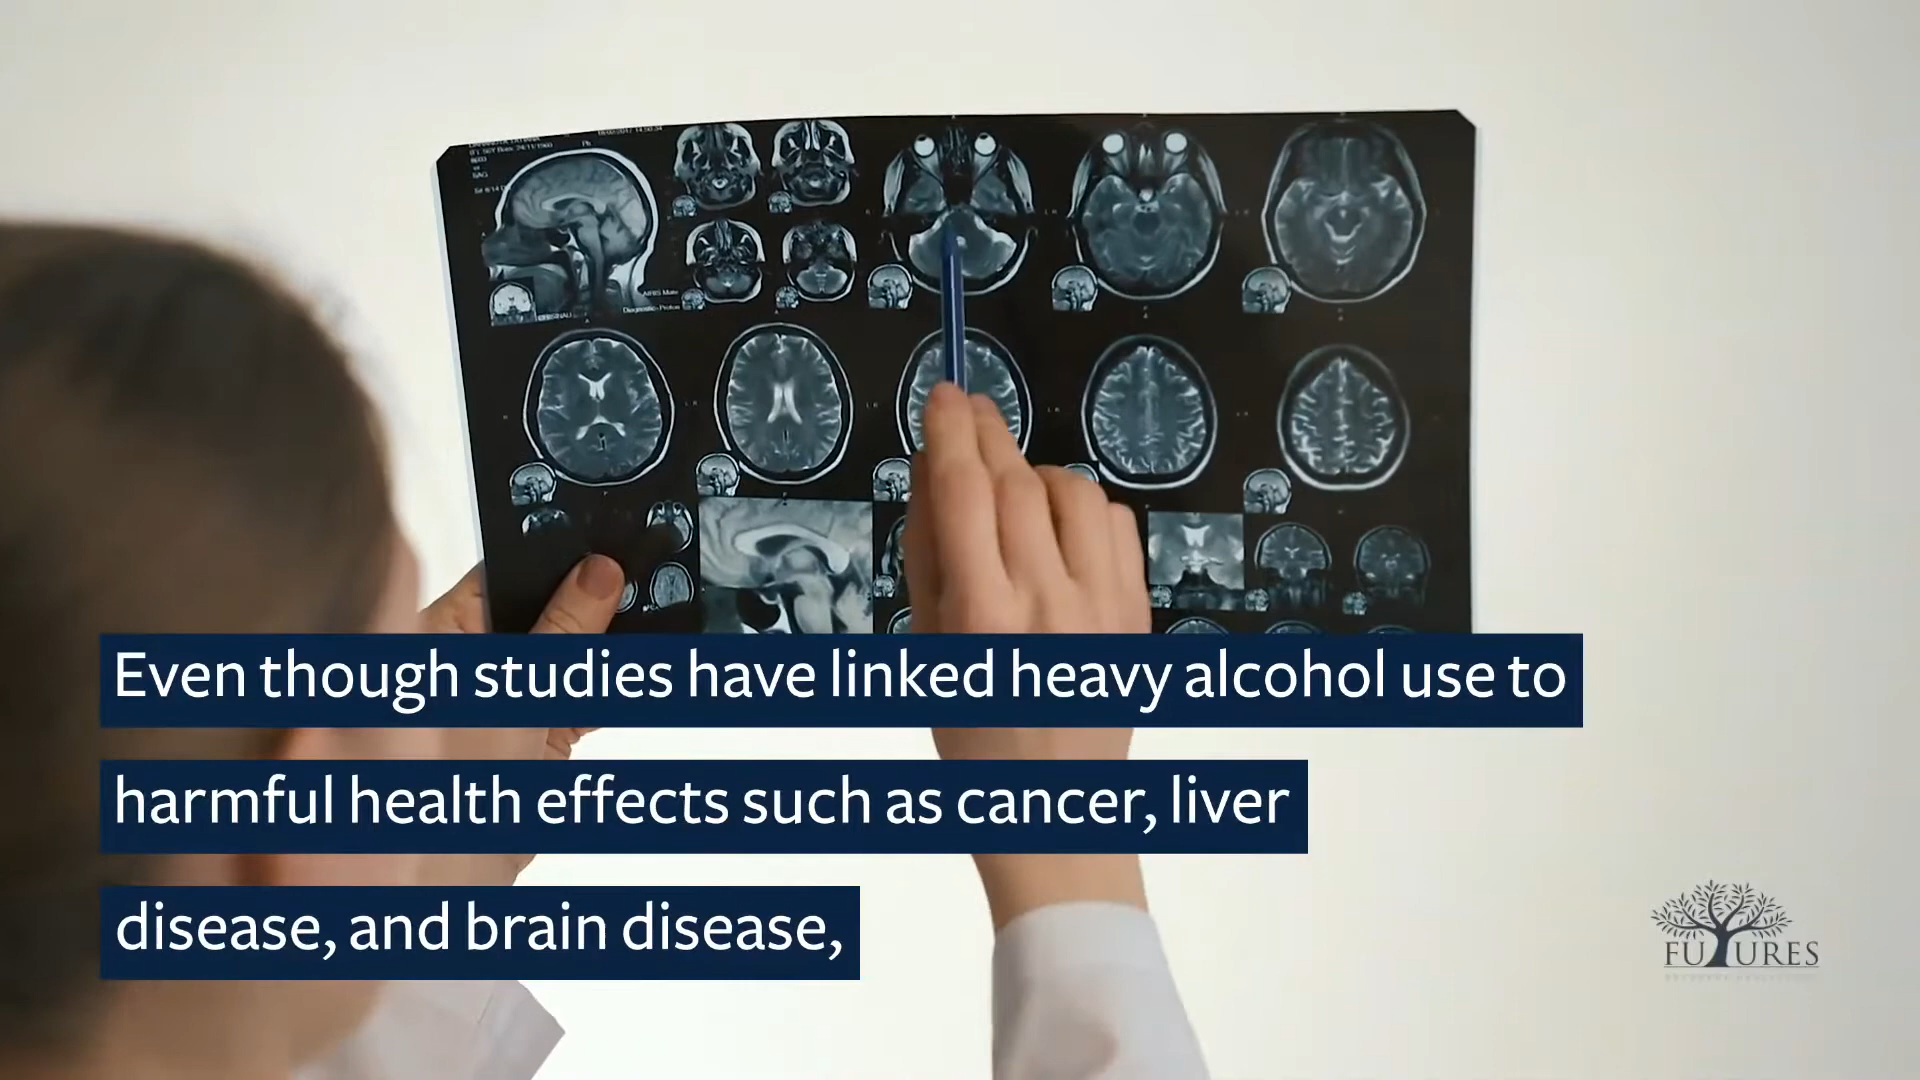 Even though studies have linked heavy alcohol use to
harmful health effects such as cancer, liver
disease, and brain disease,
FUTURES